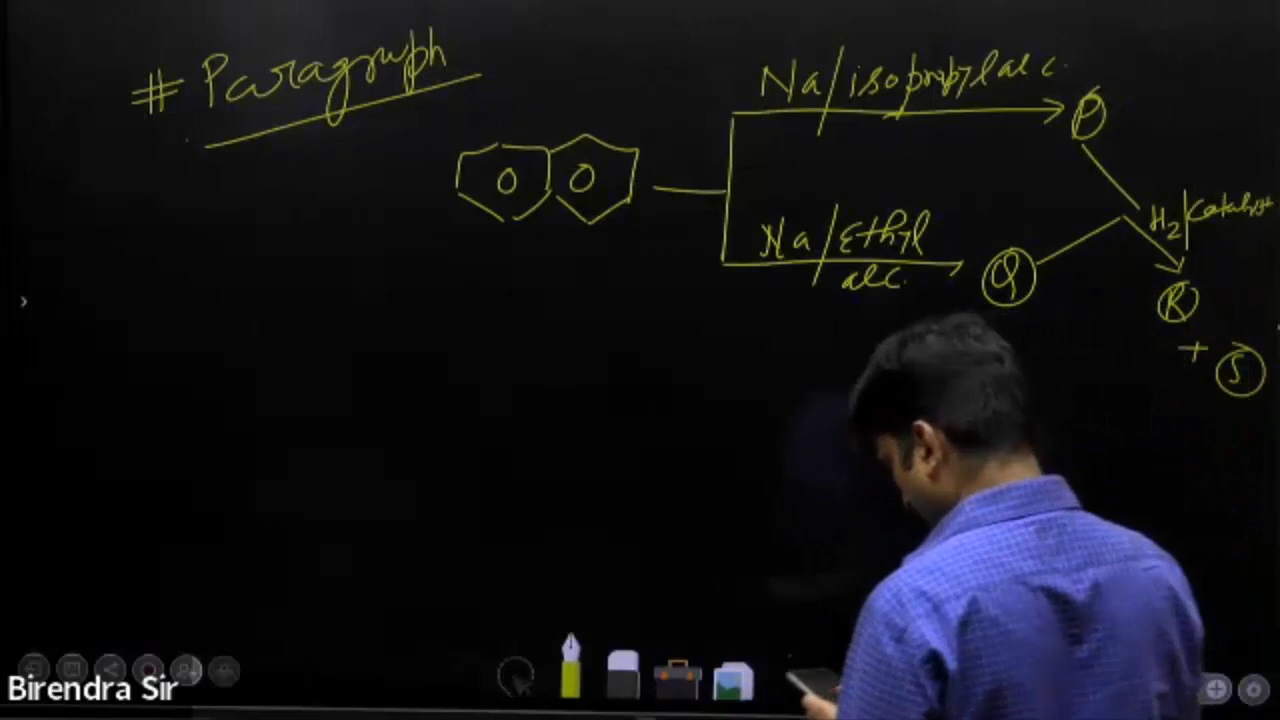 # Paragraph
Na/isopropyl alc.
P
Na/Ethyl
alc.
Q
H2/Catalyst
R
+ S
Birendra Sir